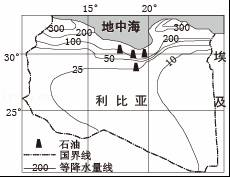 15° 20°
300 地中海 300
100 200
30° 50 10 埃
25° 利比亚 及
25°
石油
国界线
200 等降水量线